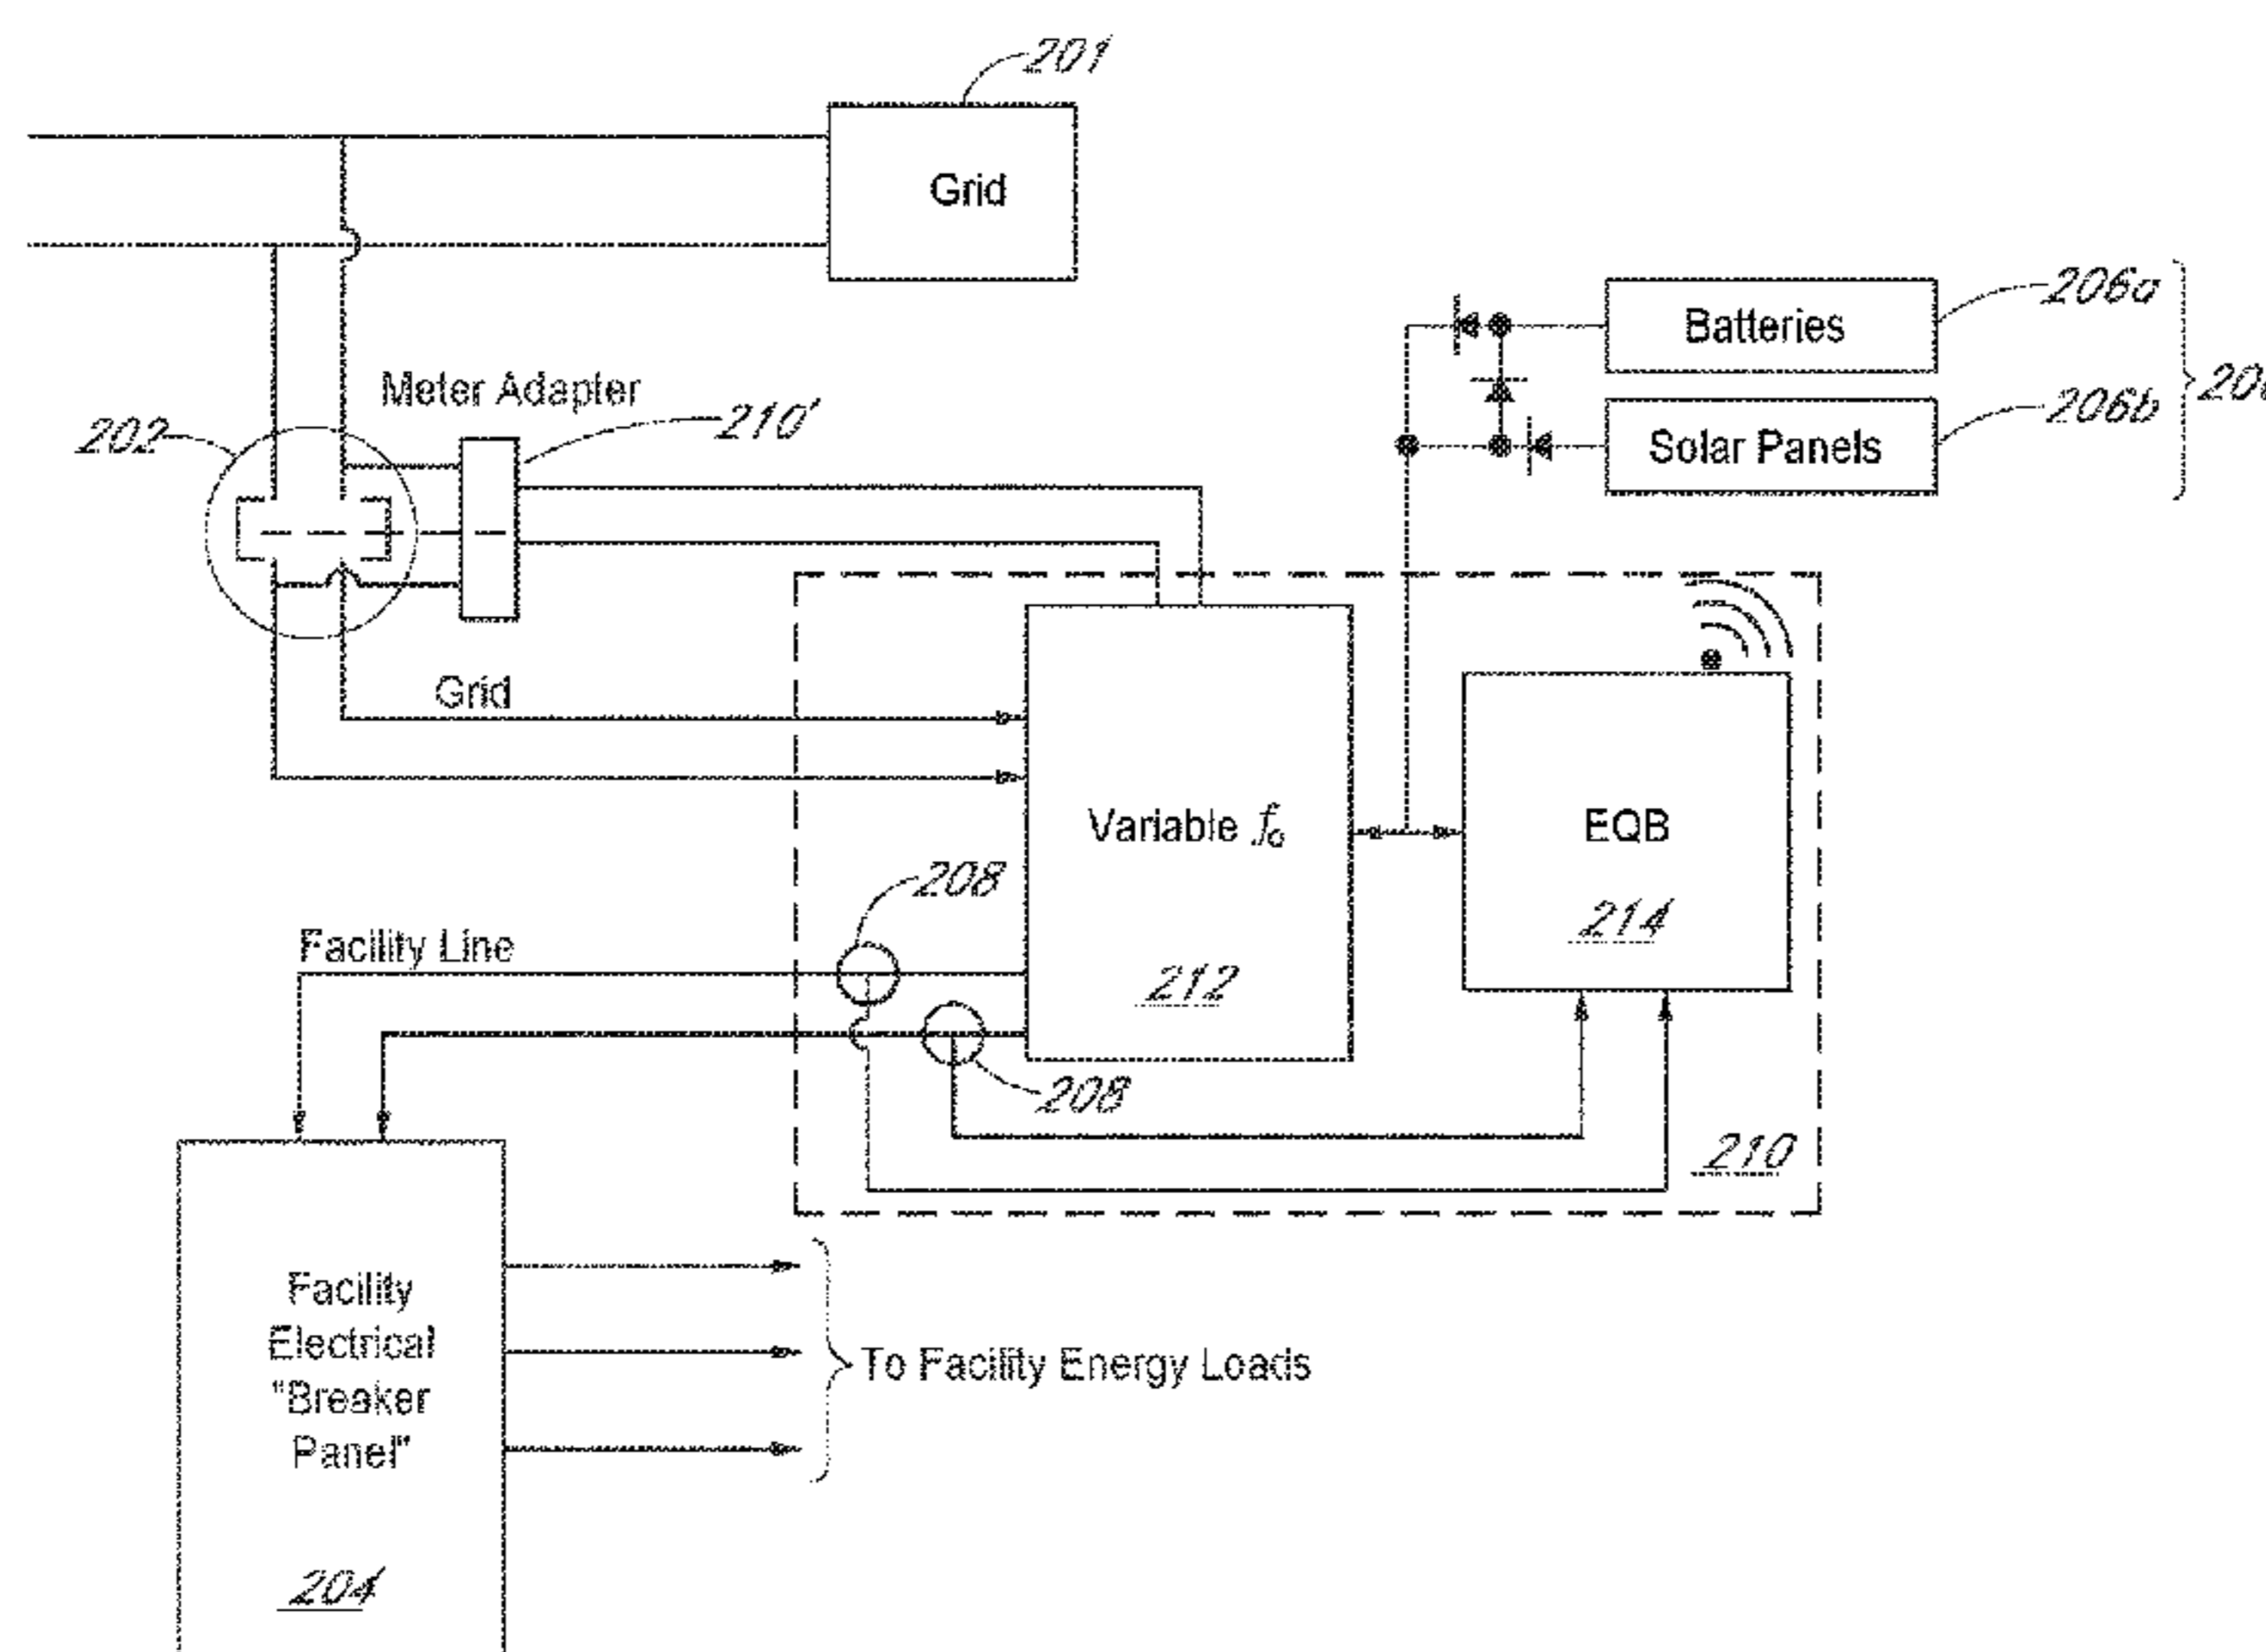 201
Grid
206a
Batteries
206b
Solar Panels
Meter Adapter
210'
202
Grid
Variable fo
212
EQB
214
208
Facility Line
208
210
Facility
Electrical
"Breaker
Panel"
204
To Facility Energy Loads